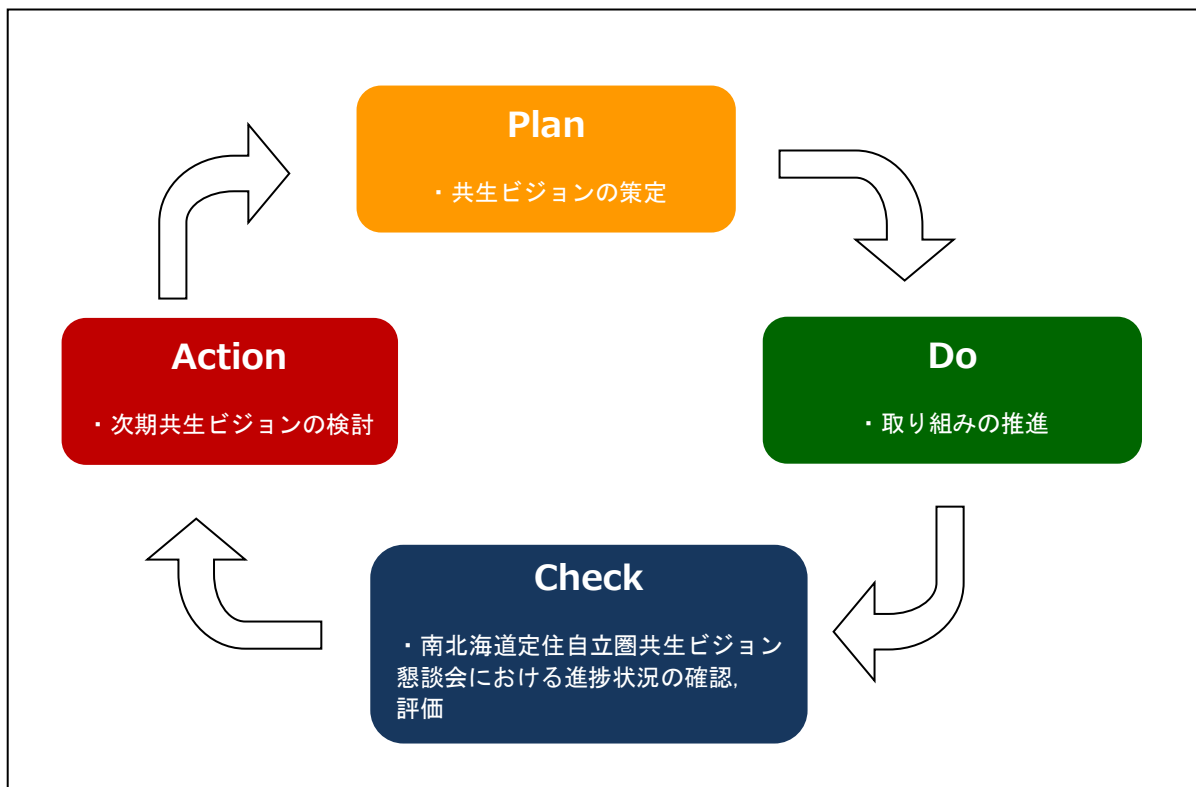 Plan
・共生ビジョンの策定
Do
・取り組みの推進
Check
・南北海道定住自立圏共生ビジョン
懇談会における進捗状況の確認,
評価
Action
・次期共生ビジョンの検討